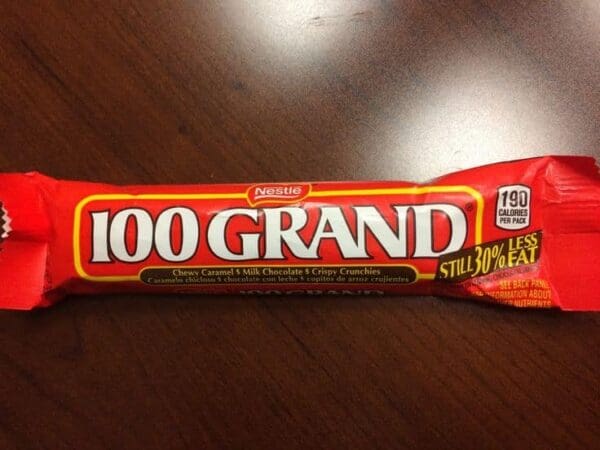 Nestle
100 GRAND®
Chewy Caramel $ Milk Chocolate $ Crispy Crunchies
Caramelo chicloso $ chocolate con leche $ copitos de arroz crujientes
190
CALORIES
PER PACK
STILL 30% LESS FAT
SEE BACK PANEL
INFORMATION ABOUT
NUTRIENTS
100 GRAND